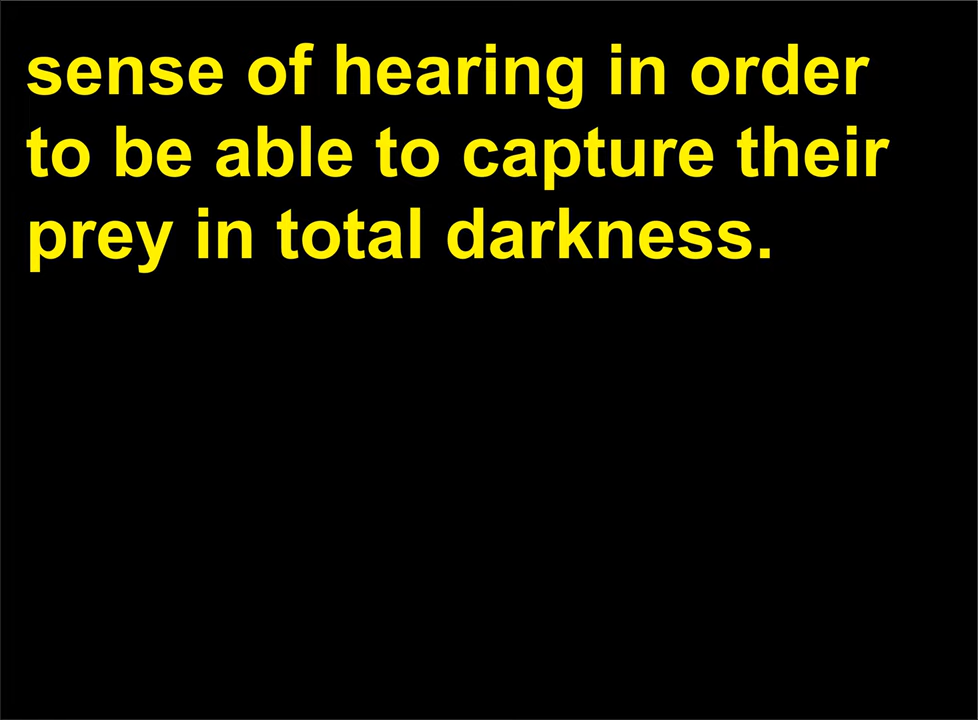 sense of hearing in order
to be able to capture their
prey in total darkness.